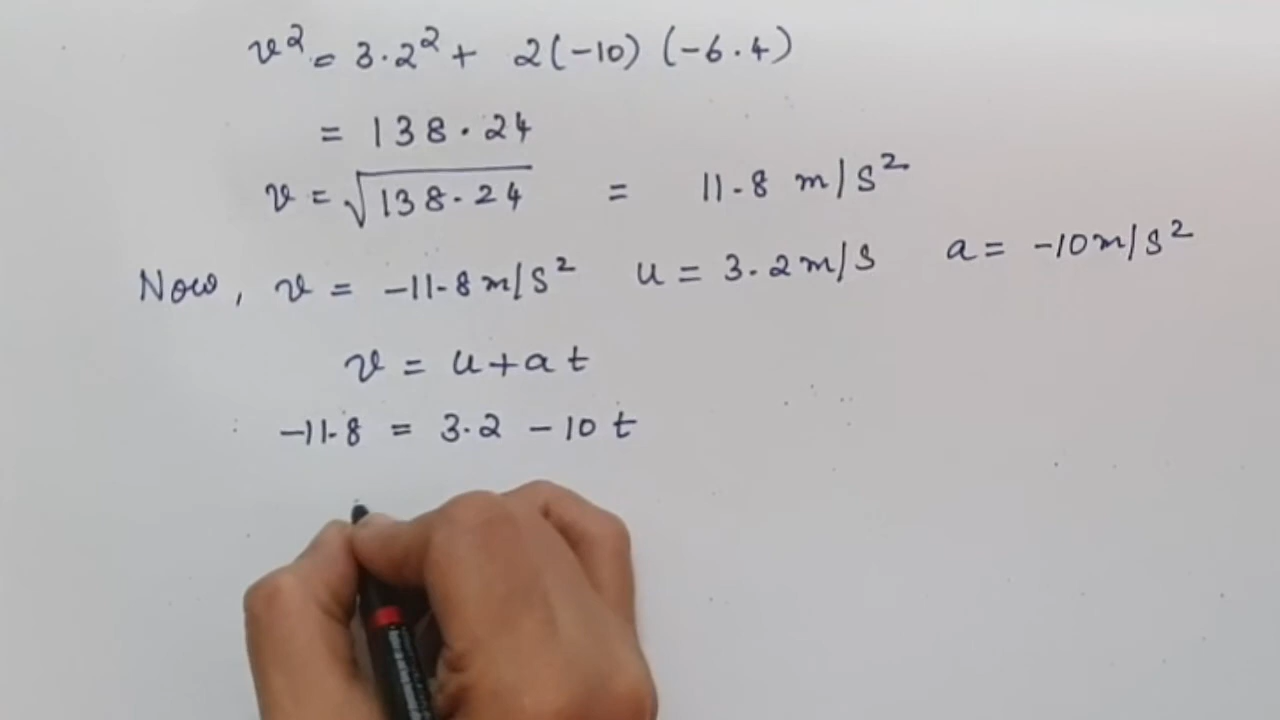 v² = 3.2² + 2(-10) (-6.4)
= 138.24
v = √138.24 = 11.8 m/s²
Now, v = -11.8 m/s² u = 3.2 m/s a = -10 m/s²
v = u + at
-11.8 = 3.2 - 10 t